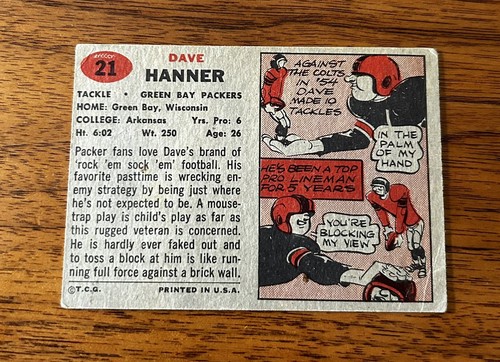 21
DAVE
HANNER
TACKLE • GREEN BAY PACKERS
HOME: Green Bay, Wisconsin
COLLEGE: Arkansas Yrs. Pro: 6
Ht. 6:02 Wt. 250 Age: 26
Packer fans love Dave's brand of
'rock 'em sock 'em' football. His
favorite pasttime is wrecking en-
emy strategy by being just where
he's not expected to be. A mouse-
trap play is child's play as far as
this rugged veteran is concerned.
He is hardly ever faked out and
to toss a block at him is like run-
ning full force against a brick wall.
©T.C.G. PRINTED IN U.S.A.
AGAINST
THE COLTS
IN '54
DAVE
MADE 10
TACKLES
IN THE
PALM OF
MY
HAND
HE'S BEEN A TOP
PRO LINEMAN
FOR 5 YEARS
YOU'RE
BLOCKING
MY VIEW